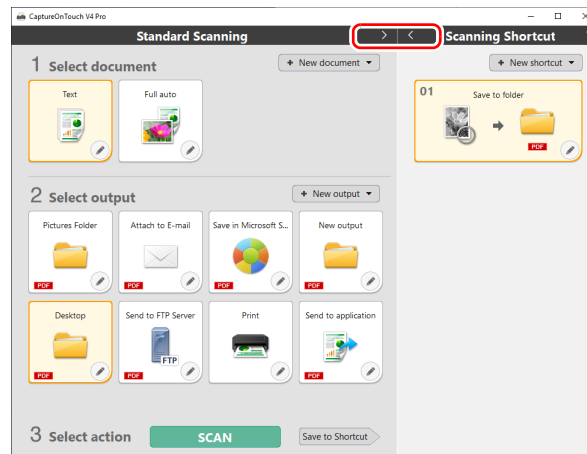 CaptureOnTouch V4 Pro
Standard Scanning
> <
Scanning Shortcut
1 Select document
+ New document
+ New shortcut
Text
Full auto
01
Save to folder
PDF
2 Select output
+ New output
Pictures Folder
Attach to E-mail
Save in Microsoft S...
New output
PDF
PDF
PDF
PDF
Desktop
Send to FTP Server
Print
Send to application
FTP
PDF
PDF
PDF
3 Select action
SCAN
Save to Shortcut